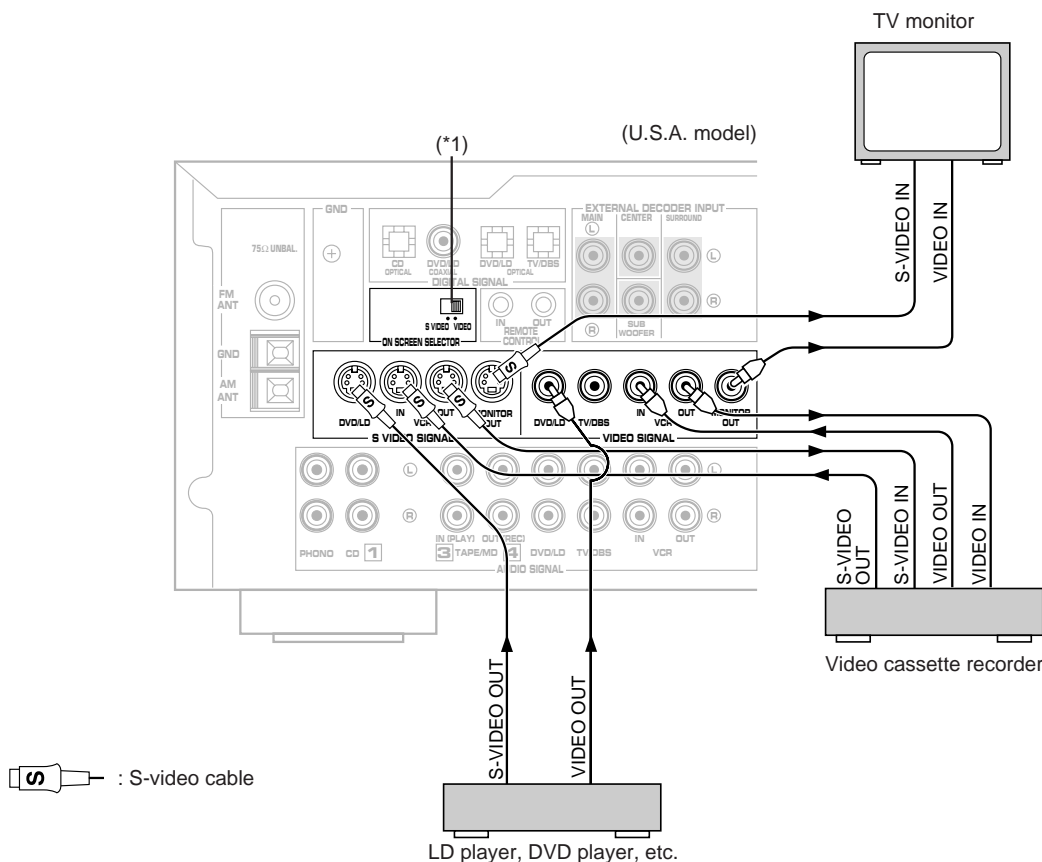 TV monitor
(U.S.A. model)
(*1)
S-VIDEO IN
VIDEO IN
GND
75Ω UNBAL.
FM
ANT
GND
AM
ANT
CD
OPTICAL
DVD/LD
COAXIAL
DVD/LD
TV/DBS
OPTICAL
DIGITAL SIGNAL
EXTERNAL DECODER INPUT
MAIN
CENTER
SURROUND
L
L
R
R
SUB
WOOFER
S VIDEO VIDEO
ON SCREEN SELECTOR
IN
OUT
REMOTE
CONTROL
S
S
S
S
DVD/LD
IN
VCR
OUT
MONITOR
OUT
S VIDEO SIGNAL
DVD/LD
TV/DBS
IN
VCR
OUT
MONITOR
OUT
VIDEO SIGNAL
L
L
R
R
PHONO
CD
1
IN (PLAY)
OUT (REC)
3
TAPE/MD
4
DVD/LD
TV/DBS
IN
VCR
OUT
AUDIO SIGNAL
S-VIDEO
OUT
S-VIDEO IN
VIDEO OUT
VIDEO IN
Video cassette recorder
S-VIDEO OUT
VIDEO OUT
S
: S-video cable
LD player, DVD player, etc.